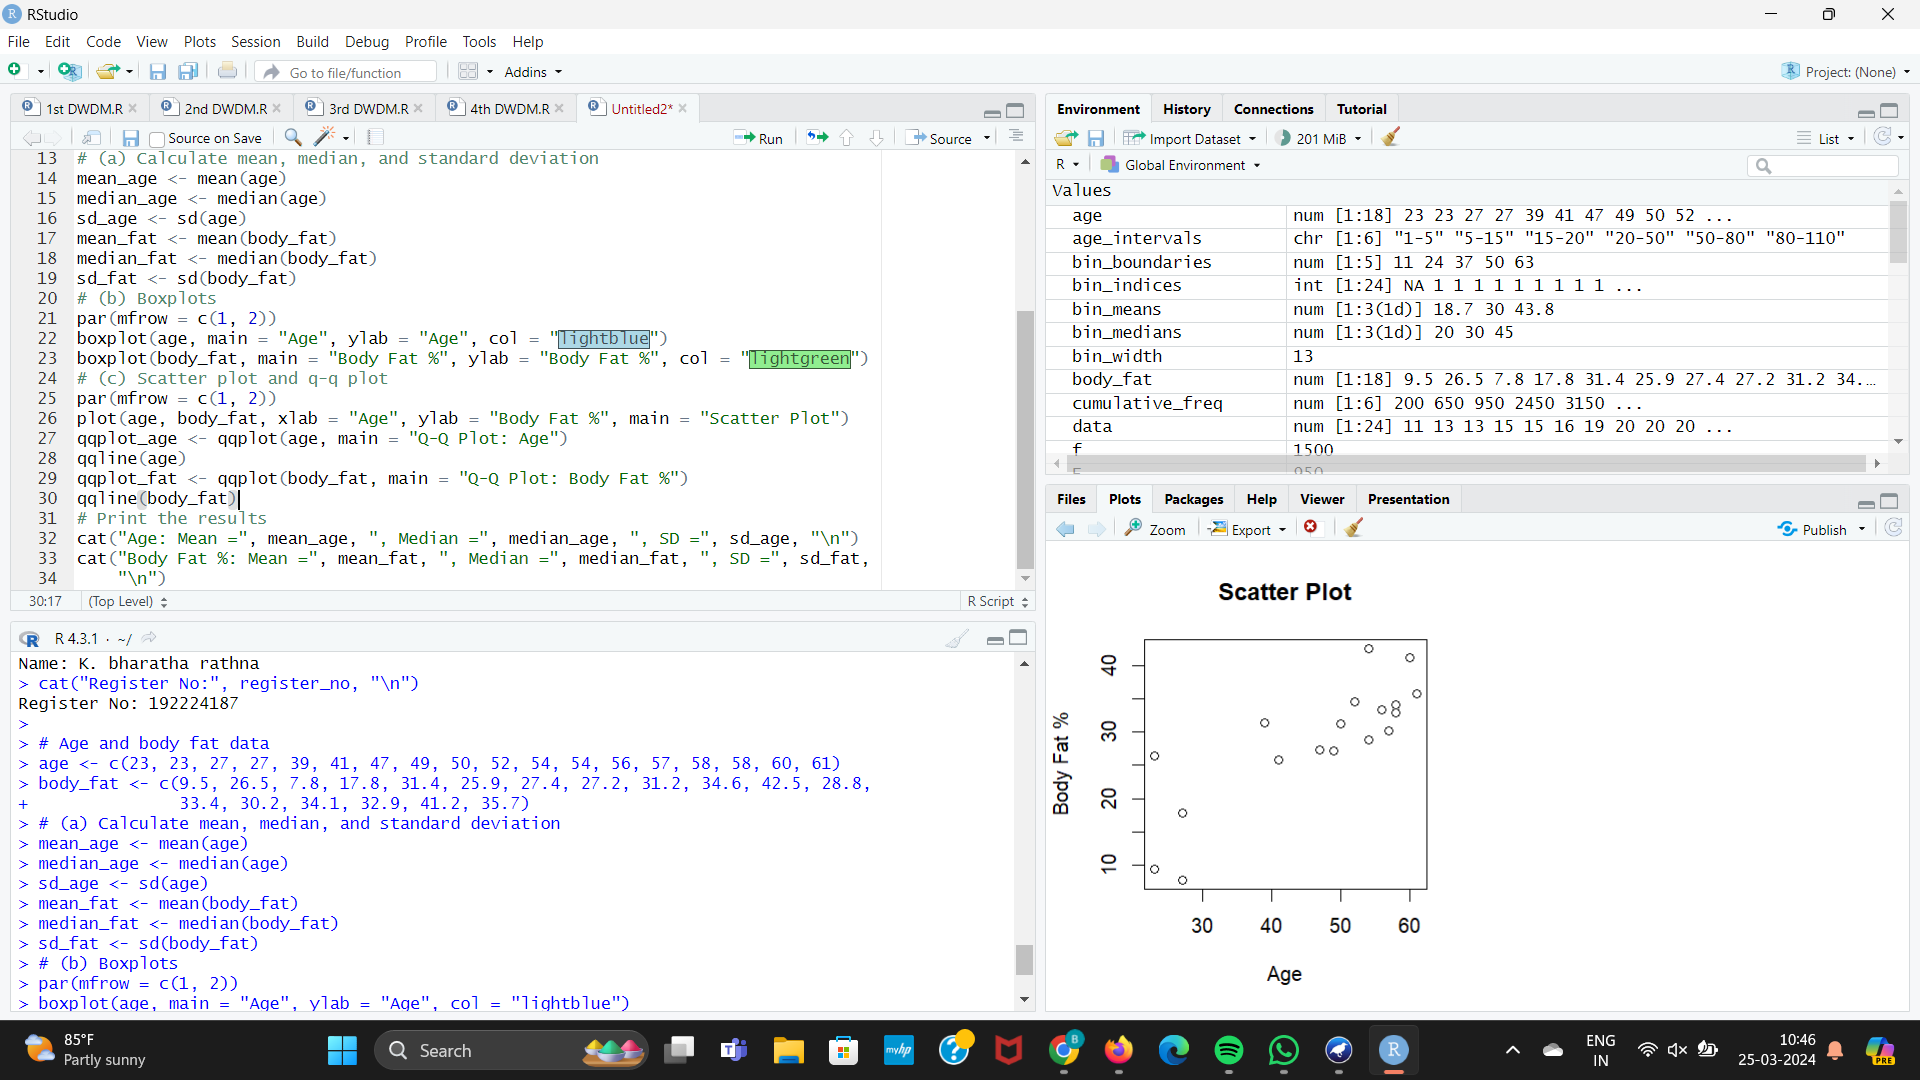 RStudio
File Edit Code View Plots Session Build Debug Profile Tools Help
Go to file/function Addins Project: (None)
1st DWDM.R 2nd DWDM.R 3rd DWDM.R 4th DWDM.R Untitled2*
Source on Save Run Source
13 # (a) Calculate mean, median, and standard deviation
14 mean_age <- mean(age)
15 median_age <- median(age)
16 sd_age <- sd(age)
17 mean_fat <- mean(body_fat)
18 median_fat <- median(body_fat)
19 sd_fat <- sd(body_fat)
20 # (b) Boxplots
21 par(mfrow = c(1, 2))
22 boxplot(age, main = "Age", ylab = "Age", col = "lightblue")
23 boxplot(body_fat, main = "Body Fat %", ylab = "Body Fat %", col = "lightgreen")
24 # (c) Scatter plot and q-q plot
25 par(mfrow = c(1, 2))
26 plot(age, body_fat, xlab = "Age", ylab = "Body Fat %", main = "Scatter Plot")
27 qqplot_age <- qqplot(age, main = "Q-Q Plot: Age")
28 qqline(age)
29 qqplot_fat <- qqplot(body_fat, main = "Q-Q Plot: Body Fat %")
30 qqline(body_fat)
31 # Print the results
32 cat("Age: Mean =", mean_age, ", Median =", median_age, ", SD =", sd_age, "\n")
33 cat("Body Fat %: Mean =", mean_fat, ", Median =", median_fat, ", SD =", sd_fat,
34 "\n")
30:17 (Top Level) R Script
R 4.3.1 · ~/
Name: K. bharatha rathna
> cat("Register No:", register_no, "\n")
Register No: 192224187
>
> # Age and body fat data
> age <- c(23, 23, 27, 27, 39, 41, 47, 49, 50, 52, 54, 54, 56, 57, 58, 58, 60, 61)
> body_fat <- c(9.5, 26.5, 7.8, 17.8, 31.4, 25.9, 27.4, 27.2, 31.2, 34.6, 42.5, 28.8,
+ 33.4, 30.2, 34.1, 32.9, 41.2, 35.7)
> # (a) Calculate mean, median, and standard deviation
> mean_age <- mean(age)
> median_age <- median(age)
> sd_age <- sd(age)
> mean_fat <- mean(body_fat)
> median_fat <- median(body_fat)
> sd_fat <- sd(body_fat)
> # (b) Boxplots
> par(mfrow = c(1, 2))
> boxplot(age, main = "Age", ylab = "Age", col = "lightblue")
Environment History Connections Tutorial
Import Dataset 201 MiB List
R Global Environment
Values
age num [1:18] 23 23 27 27 39 41 47 49 50 52 ...
age_intervals chr [1:6] "1-5" "5-15" "15-20" "20-50" "50-80" "80-110"
bin_boundaries num [1:5] 11 24 37 50 63
bin_indices int [1:24] NA 1 1 1 1 1 1 1 1 1 ...
bin_means num [1:3(1d)] 18.7 30 43.8
bin_medians num [1:3(1d)] 20 30 45
bin_width 13
body_fat num [1:18] 9.5 26.5 7.8 17.8 31.4 25.9 27.4 27.2 31.2 34....
cumulative_freq num [1:6] 200 650 950 2450 3150 ...
data num [1:24] 11 13 13 15 15 16 19 20 20 20 ...
f 1500
F 950
Files Plots Packages Help Viewer Presentation
Zoom Export Publish
Scatter Plot
Body Fat %
40
30
20
10
30 40 50 60
Age
85°F
Partly sunny
Search
myhp
B
PRE
ENG
IN
10:46
25-03-2024